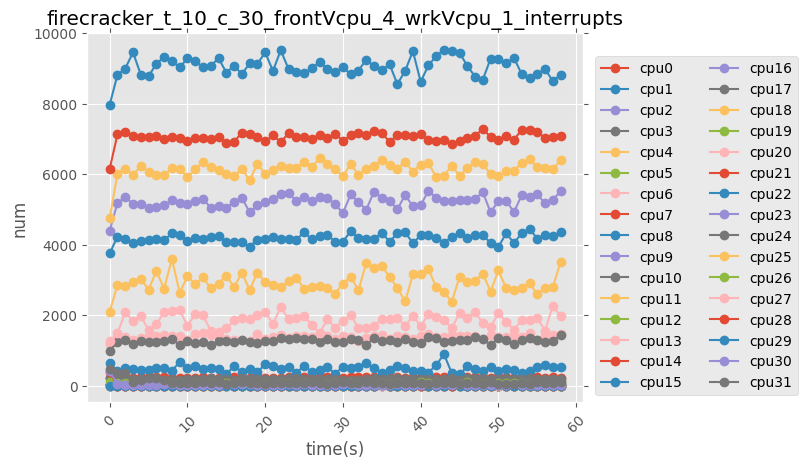 firecracker_t_10_c_30_frontVcpu_4_wrkVcpu_1_interrupts
10000
8000
6000
4000
2000
0
num
0
10
20
30
40
50
60
time(s)
cpu0
cpu1
cpu2
cpu3
cpu4
cpu5
cpu6
cpu7
cpu8
cpu9
cpu10
cpu11
cpu12
cpu13
cpu14
cpu15
cpu16
cpu17
cpu18
cpu19
cpu20
cpu21
cpu22
cpu23
cpu24
cpu25
cpu26
cpu27
cpu28
cpu29
cpu30
cpu31